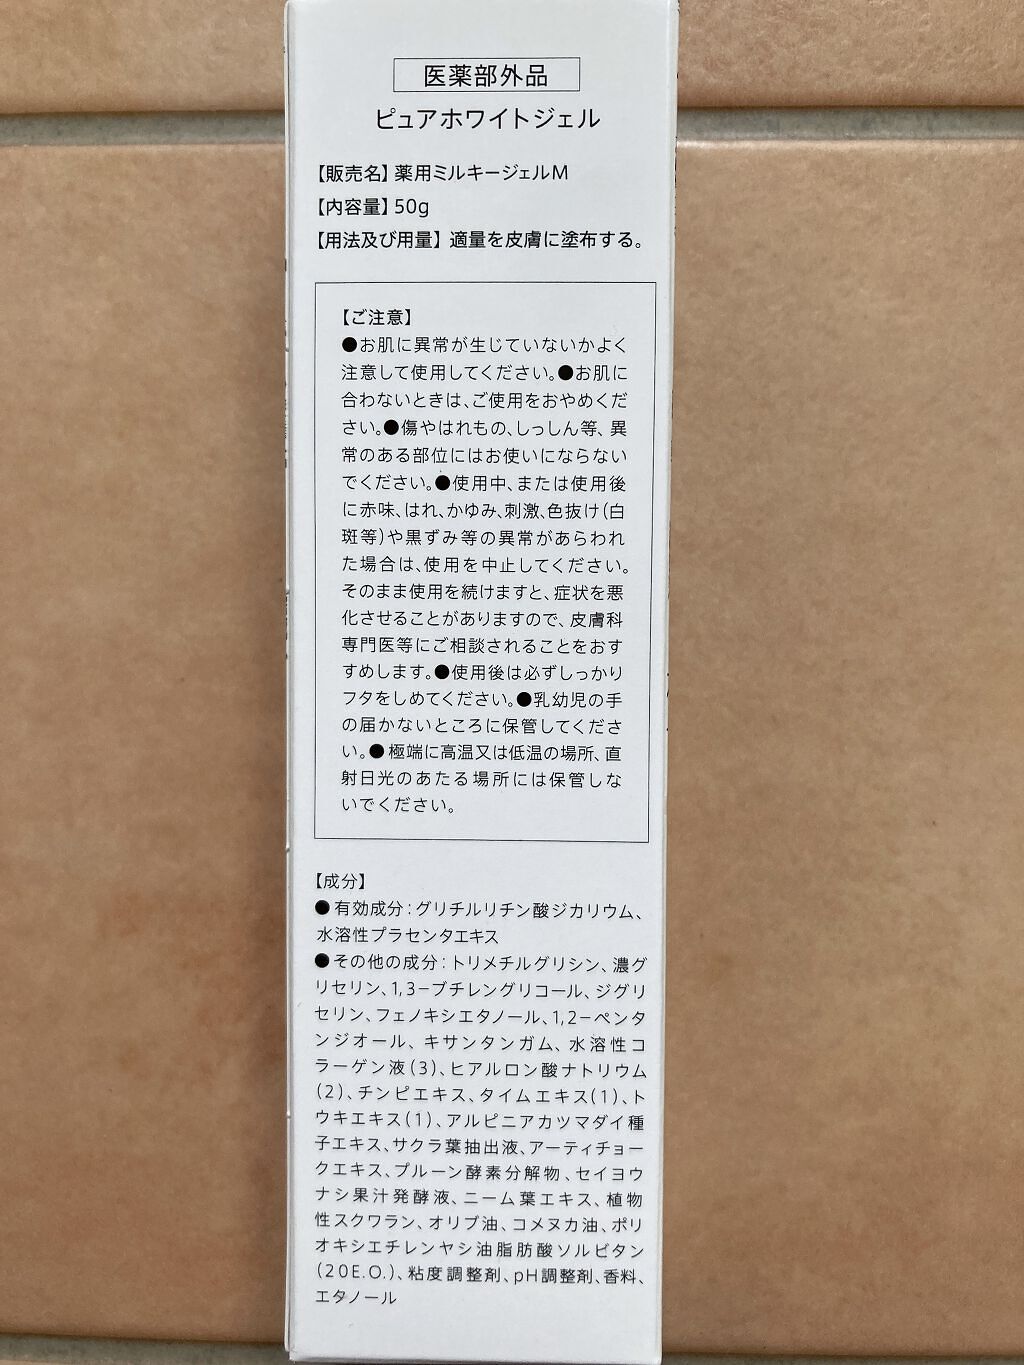 医薬部外品
ピュアホワイトジェル
【販売名】薬用ミルキージェルM
【内容量】50g
【用法及び用量】適量を皮膚に塗布する。
【ご注意】
●お肌に異常が生じていないかよく
注意して使用してください。●お肌に
合わないときは、ご使用をおやめくだ
さい。●傷やはれもの、しっしん等、異
常のある部位にはお使いにならない
でください。●使用中、または使用後
に赤味、はれ、かゆみ、刺激、色抜け(白
斑等)や黒ずみ等の異常があらわれ
た場合は、使用を中止してください。
そのまま使用を続けますと、症状を悪
化させることがありますので、皮膚科
専門医等にご相談されることをおす
すめします。●使用後は必ずしっかり
フタをしめてください。●乳幼児の手
の届かないところに保管してくださ
い。●極端に高温又は低温の場所、直
射日光のあたる場所には保管しな
いでください。
【成分】
●有効成分：グリチルリチン酸ジカリウム、
水溶性プラセンタエキス
●その他の成分：トリメチルグリシン、濃グ
リセリン、1,3−ブチレングリコール、ジグリ
セリン、フェノキシエタノール、1,2−ペンタ
ンジオール、キサンタンガム、水溶性コ
ラーゲン液(3)、ヒアルロン酸ナトリウム
(2)、チンピエキス、タイムエキス(1)、ト
ウキエキス(1)、アルピニアカツマダイ種
子エキス、サクラ葉抽出液、アーティチョー
クエキス、プルーン酵素分解物、セイヨウ
ナシ果汁発酵液、ニーム葉エキス、植物
性スクワラン、オリブ油、コメヌカ油、ポリ
オキシエチレンヤシ油脂肪酸ソルビタン
(20E.O.)、粘度調整剤、pH調整剤、香料、
エタノール